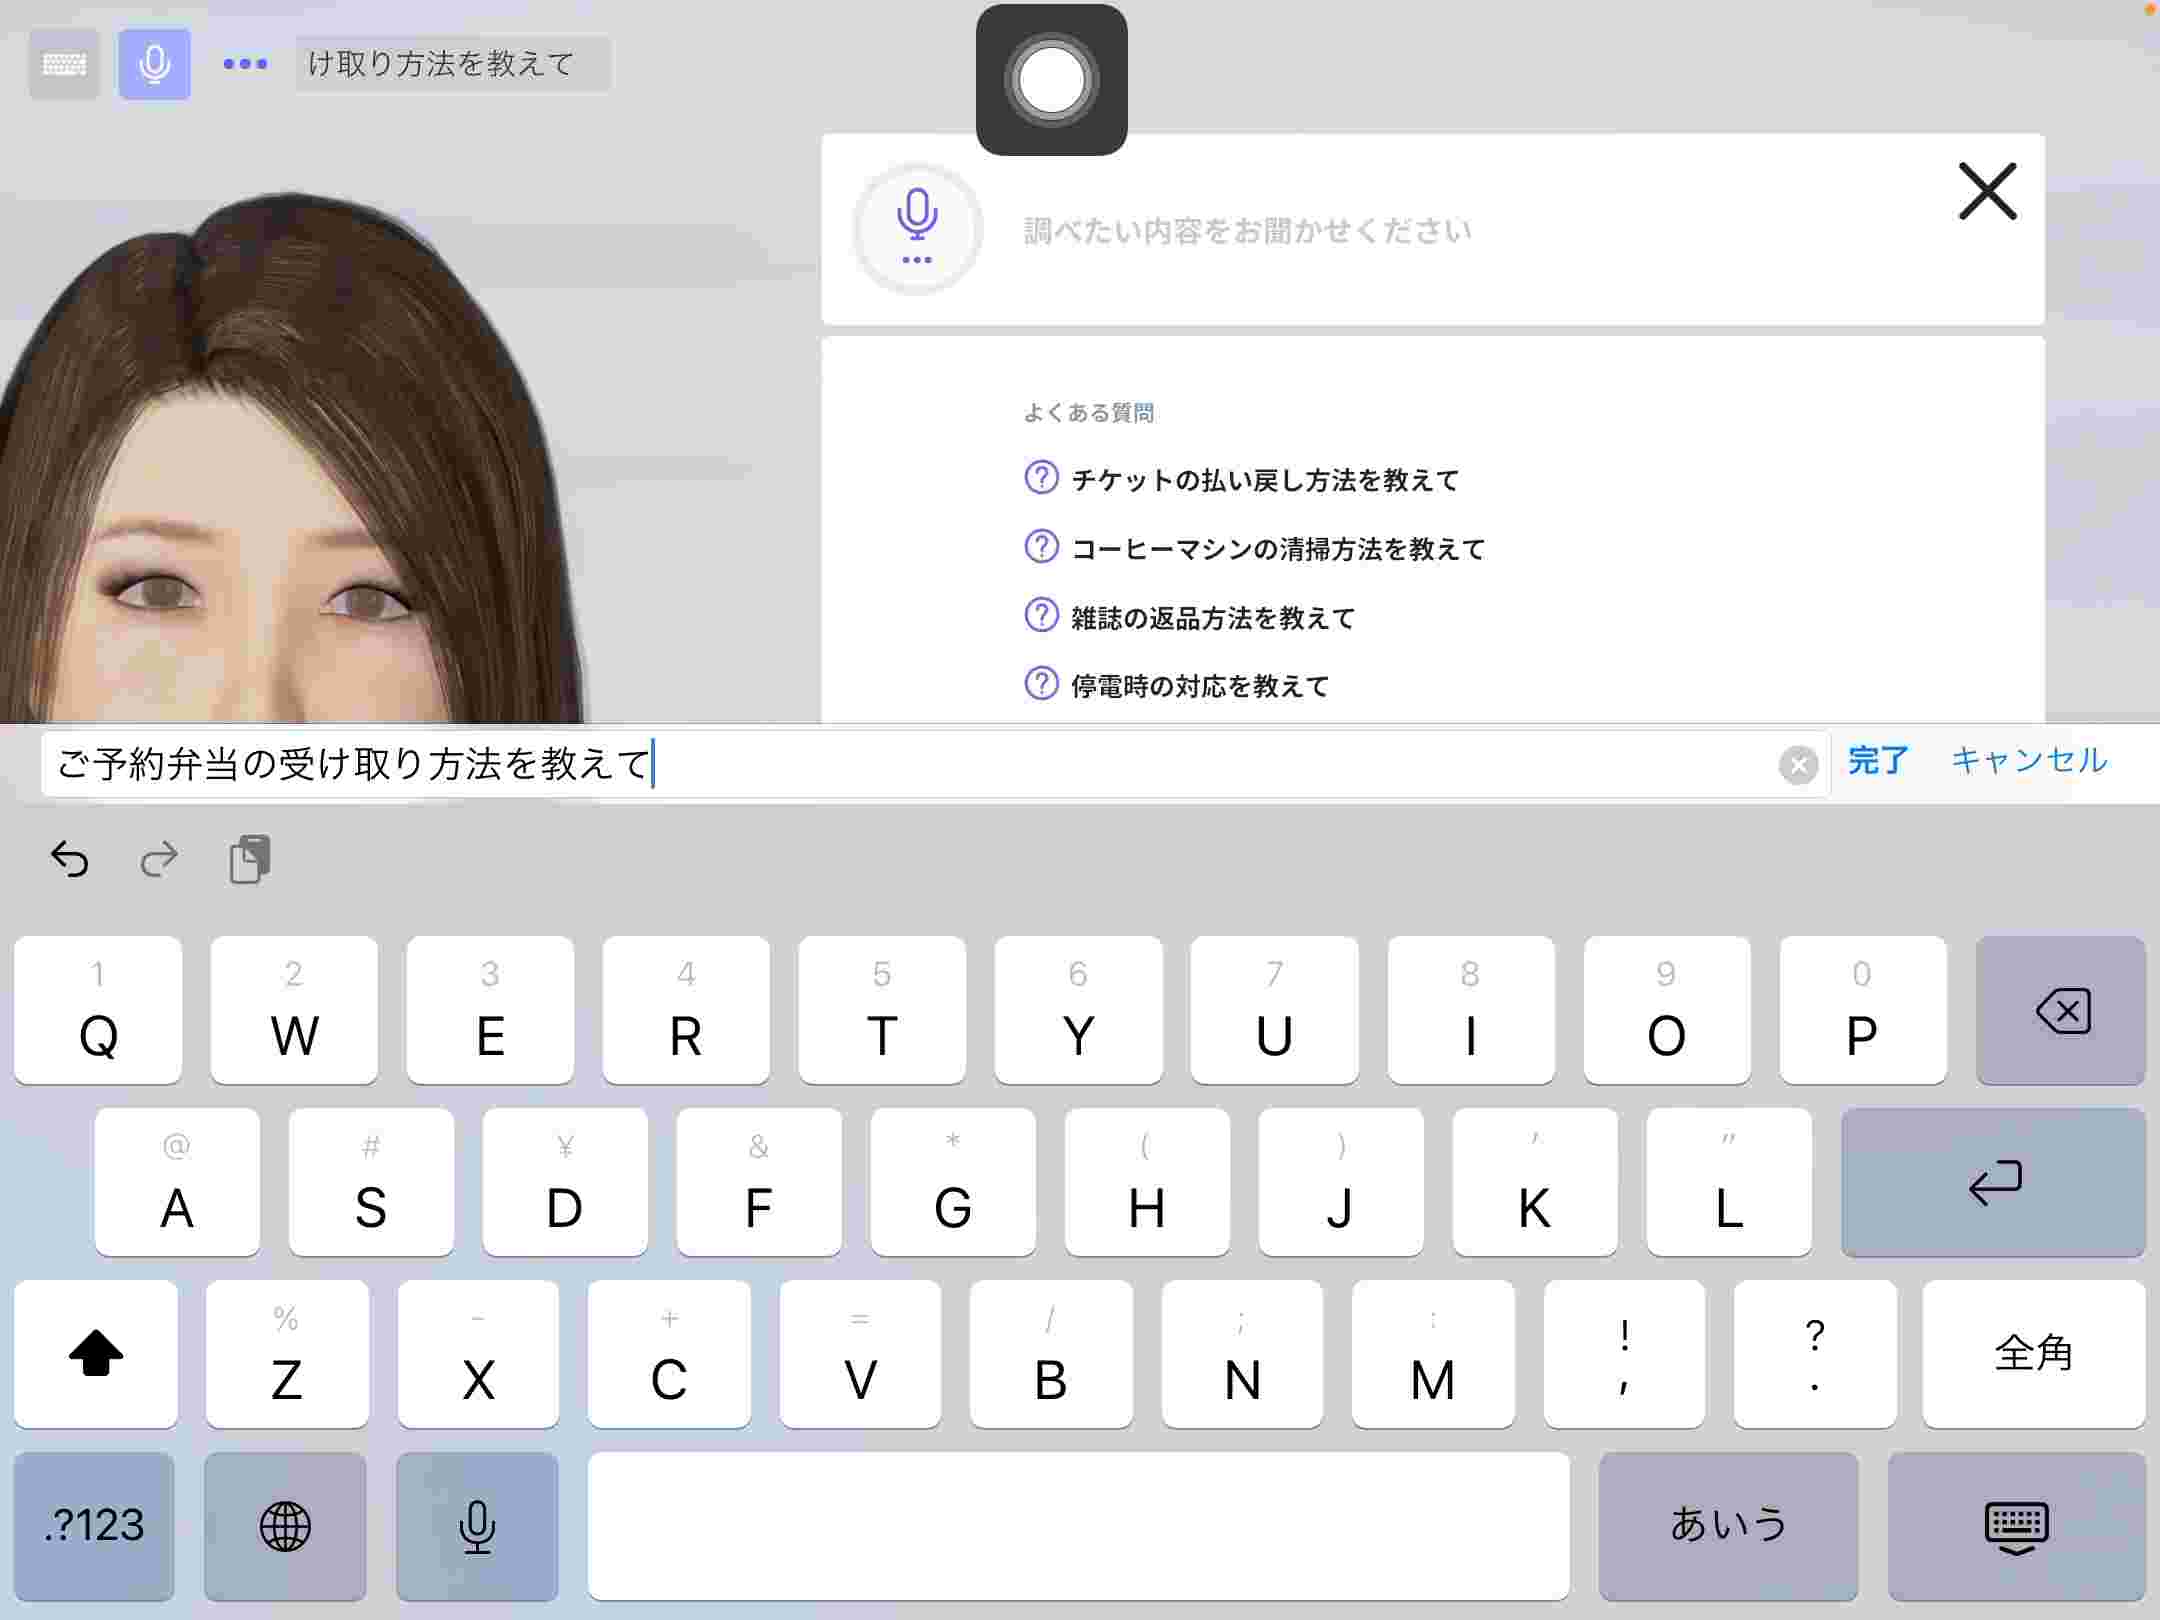 け取り方法を教えて
調べたい内容をお聞かせください
よくある質問
チケットの払い戻し方法を教えて
コーヒーマシンの清掃方法を教えて
雑誌の返品方法を教えて
停電時の対応を教えて
ご予約弁当の受け取り方法を教えて
完了 キャンセル
1 2 3 4 5 6 7 8 9 0
Q W E R T Y U I O P
@ # ¥ & * ( ) ' "
A S D F G H J K L
% - + = / ; : ! ?
Z X C V B N M , . 全角
.?123 あいう